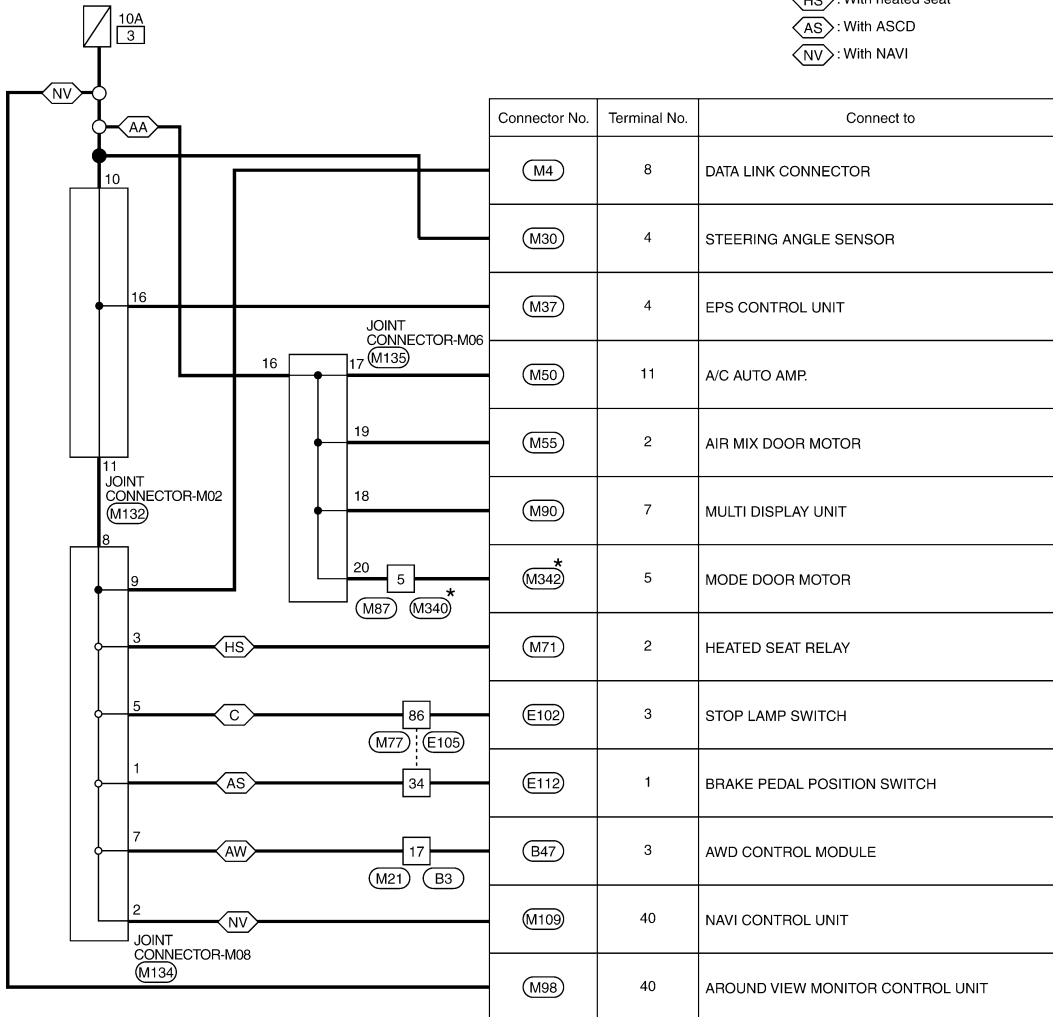 10A
3
HS : With heated seat
AS : With ASCD
NV : With NAVI
NV
AA
Connector No. Terminal No. Connect to
M4 8 DATA LINK CONNECTOR
10
M30 4 STEERING ANGLE SENSOR
16
M37 4 EPS CONTROL UNIT
JOINT
CONNECTOR-M06
M135
16 17
M50 11 A/C AUTO AMP.
19
M55 2 AIR MIX DOOR MOTOR
11
JOINT
CONNECTOR-M02
M132
18
M90 7 MULTI DISPLAY UNIT
8
20 5
M87 M340 *
M342 * 5 MODE DOOR MOTOR
9
3 HS
M71 2 HEATED SEAT RELAY
5 C 86
M77 E105
E102 3 STOP LAMP SWITCH
1 AS 34
E112 1 BRAKE PEDAL POSITION SWITCH
7 AW 17
M21 B3
B47 3 AWD CONTROL MODULE
2 NV
M109 40 NAVI CONTROL UNIT
JOINT
CONNECTOR-M08
M134
M98 40 AROUND VIEW MONITOR CONTROL UNIT